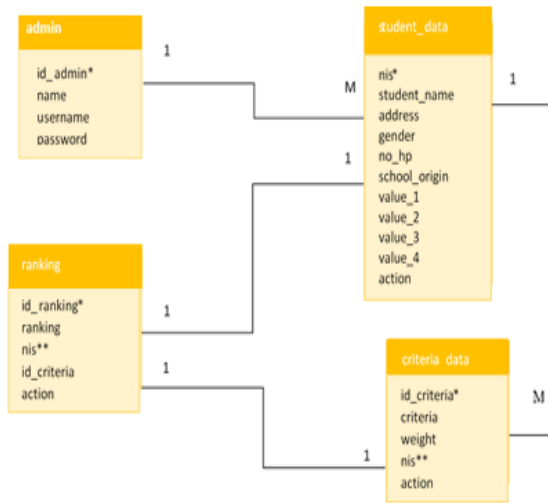 admin
id_admin*
name
username
password
1
M
student_data
nis*
student_name
address
gender
no_hp
school_origin
value_1
value_2
value_3
value_4
action
1
1
ranking
id_ranking*
ranking
nis**
id_criteria
action
1
1
criteria_data
id_criteria*
criteria
weight
nis**
action
M
1